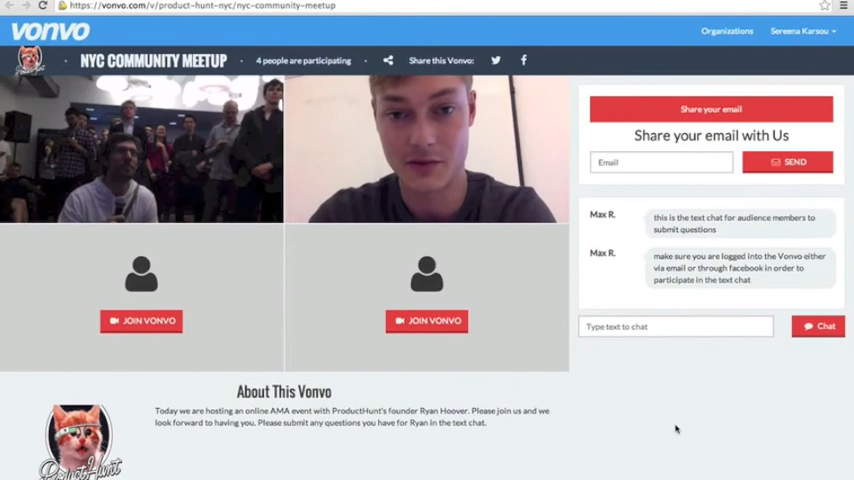 https://vonvo.com/v/product-hunt-nyc/nyc-community-meetup
vonvo
Organizations
Sereena Karsou
NYC COMMUNITY MEETUP
4 people are participating
Share this Vonvo:
Share your email
Share your email with Us
Email
SEND
Max R.
this is the text chat for audience members to
submit questions
Max R.
make sure you are logged into the Vonvo either
via email or through facebook in order to
participate in the text chat
JOIN VONVO
JOIN VONVO
Type text to chat
Chat
About This Vonvo
Today we are hosting an online AMA event with ProductHunt's founder Ryan Hoover. Please join us and we
look forward to having you. Please submit any questions you have for Ryan in the text chat.
ProductHunt